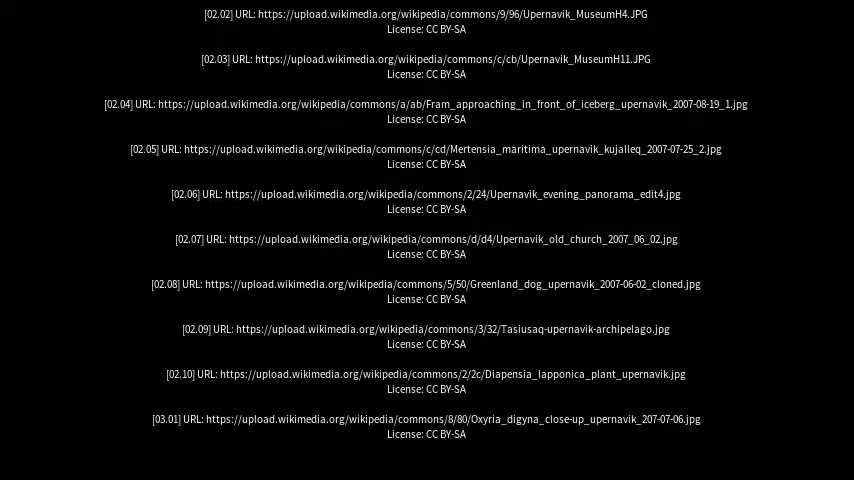 [02.02] URL: https://upload.wikimedia.org/wikipedia/commons/9/96/Upernavik_MuseumH4.JPG
License: CC BY-SA
[02.03] URL: https://upload.wikimedia.org/wikipedia/commons/c/cb/Upernavik_MuseumH11.JPG
License: CC BY-SA
[02.04] URL: https://upload.wikimedia.org/wikipedia/commons/a/ab/Fram_approaching_in_front_of_iceberg_upernavik_2007-08-19_1.jpg
License: CC BY-SA
[02.05] URL: https://upload.wikimedia.org/wikipedia/commons/c/cd/Mertensia_maritima_upernavik_kujalleq_2007-07-25_2.jpg
License: CC BY-SA
[02.06] URL: https://upload.wikimedia.org/wikipedia/commons/2/24/Upernavik_evening_panorama_edit4.jpg
License: CC BY-SA
[02.07] URL: https://upload.wikimedia.org/wikipedia/commons/d/d4/Upernavik_old_church_2007_06_02.jpg
License: CC BY-SA
[02.08] URL: https://upload.wikimedia.org/wikipedia/commons/5/50/Greenland_dog_upernavik_2007-06-02_cloned.jpg
License: CC BY-SA
[02.09] URL: https://upload.wikimedia.org/wikipedia/commons/3/32/Tasiusaq-upernavik-archipelago.jpg
License: CC BY-SA
[02.10] URL: https://upload.wikimedia.org/wikipedia/commons/2/2c/Diapensia_lapponica_plant_upernavik.jpg
License: CC BY-SA
[03.01] URL: https://upload.wikimedia.org/wikipedia/commons/8/80/Oxyria_digyna_close-up_upernavik_207-07-06.jpg
License: CC BY-SA